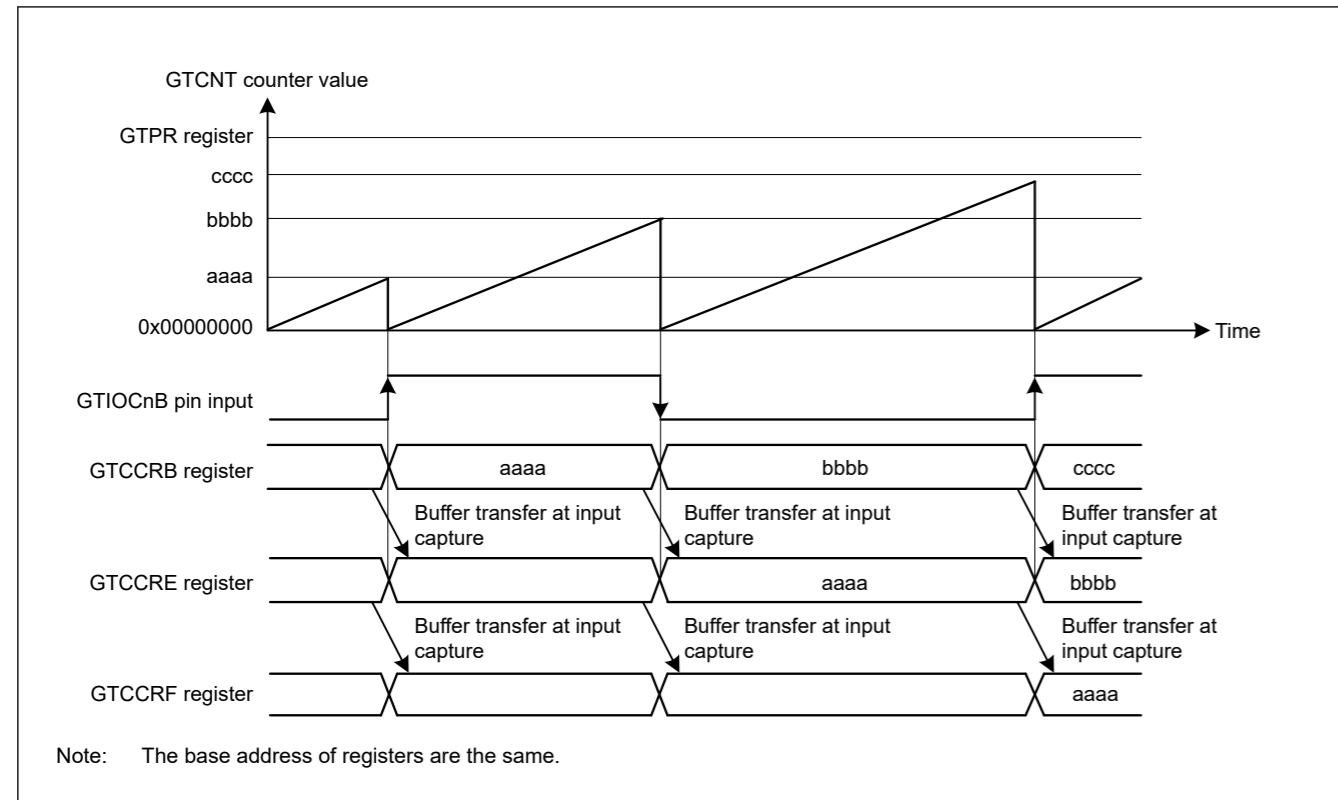 GTCNT counter value
GTPR register
cccc
bbbb
aaaa
0x00000000
Time
GTIOCnB pin input
GTCCRB register
aaaa
bbbb
cccc
Buffer transfer at input
capture
Buffer transfer at input
capture
Buffer transfer at
input capture
GTCCRE register
aaaa
bbbb
Buffer transfer at input
capture
Buffer transfer at input
capture
Buffer transfer at
input capture
GTCCRF register
aaaa
Note: The base address of registers are the same.